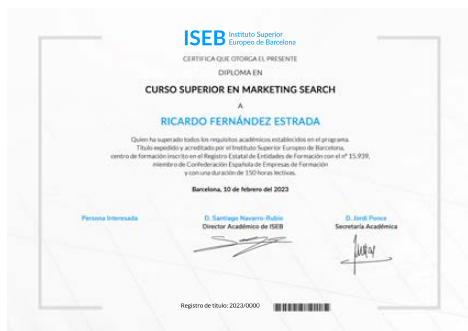 ISEB Instituto Superior
Europeo de Barcelona
CERTIFICA QUE OTORGA EL PRESENTE
DIPLOMA EN
CURSO SUPERIOR EN MARKETING SEARCH
A
RICARDO FERNÁNDEZ ESTRADA
Quien ha superado todos los requisitos académicos establecidos en el programa.
Título expedido y acreditado por el Instituto Superior Europeo de Barcelona,
centro de formación inscrito en el Registro Estatal de Entidades de Formación con el nº 15.939,
miembro de Confederación Española de Empresas de Formación
y con una duración de 150 horas lectivas.
Barcelona, 10 de febrero del 2023
Persona Interesada
D. Santiago Navarro-Rubio
Director Académico de ISEB
D. Jordi Ponce
Secretaría Académica
Registro de título: 2023/0000